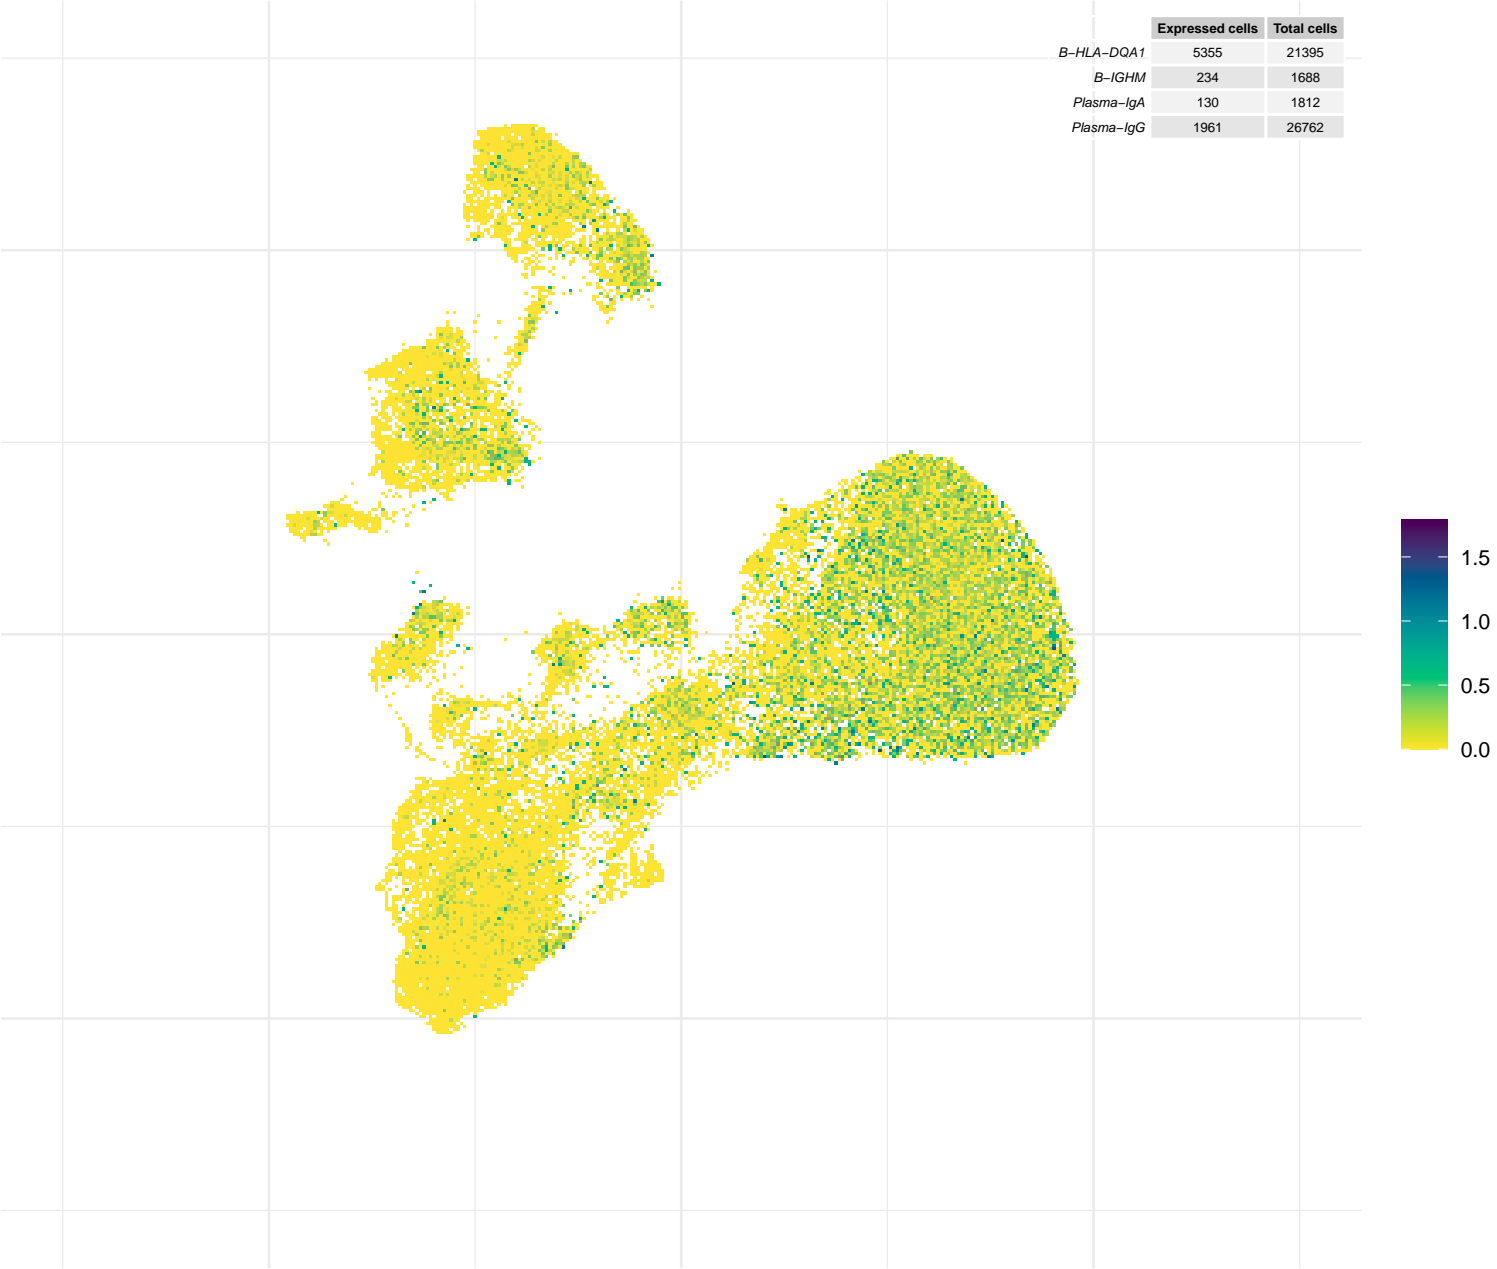 Expressed cells Total cells
B−HLA−DQA1 5355 21395
B−IGHM 234 1688
Plasma−IgA 130 1812
Plasma−IgG 1961 26762
1.5
1.0
0.5
0.0